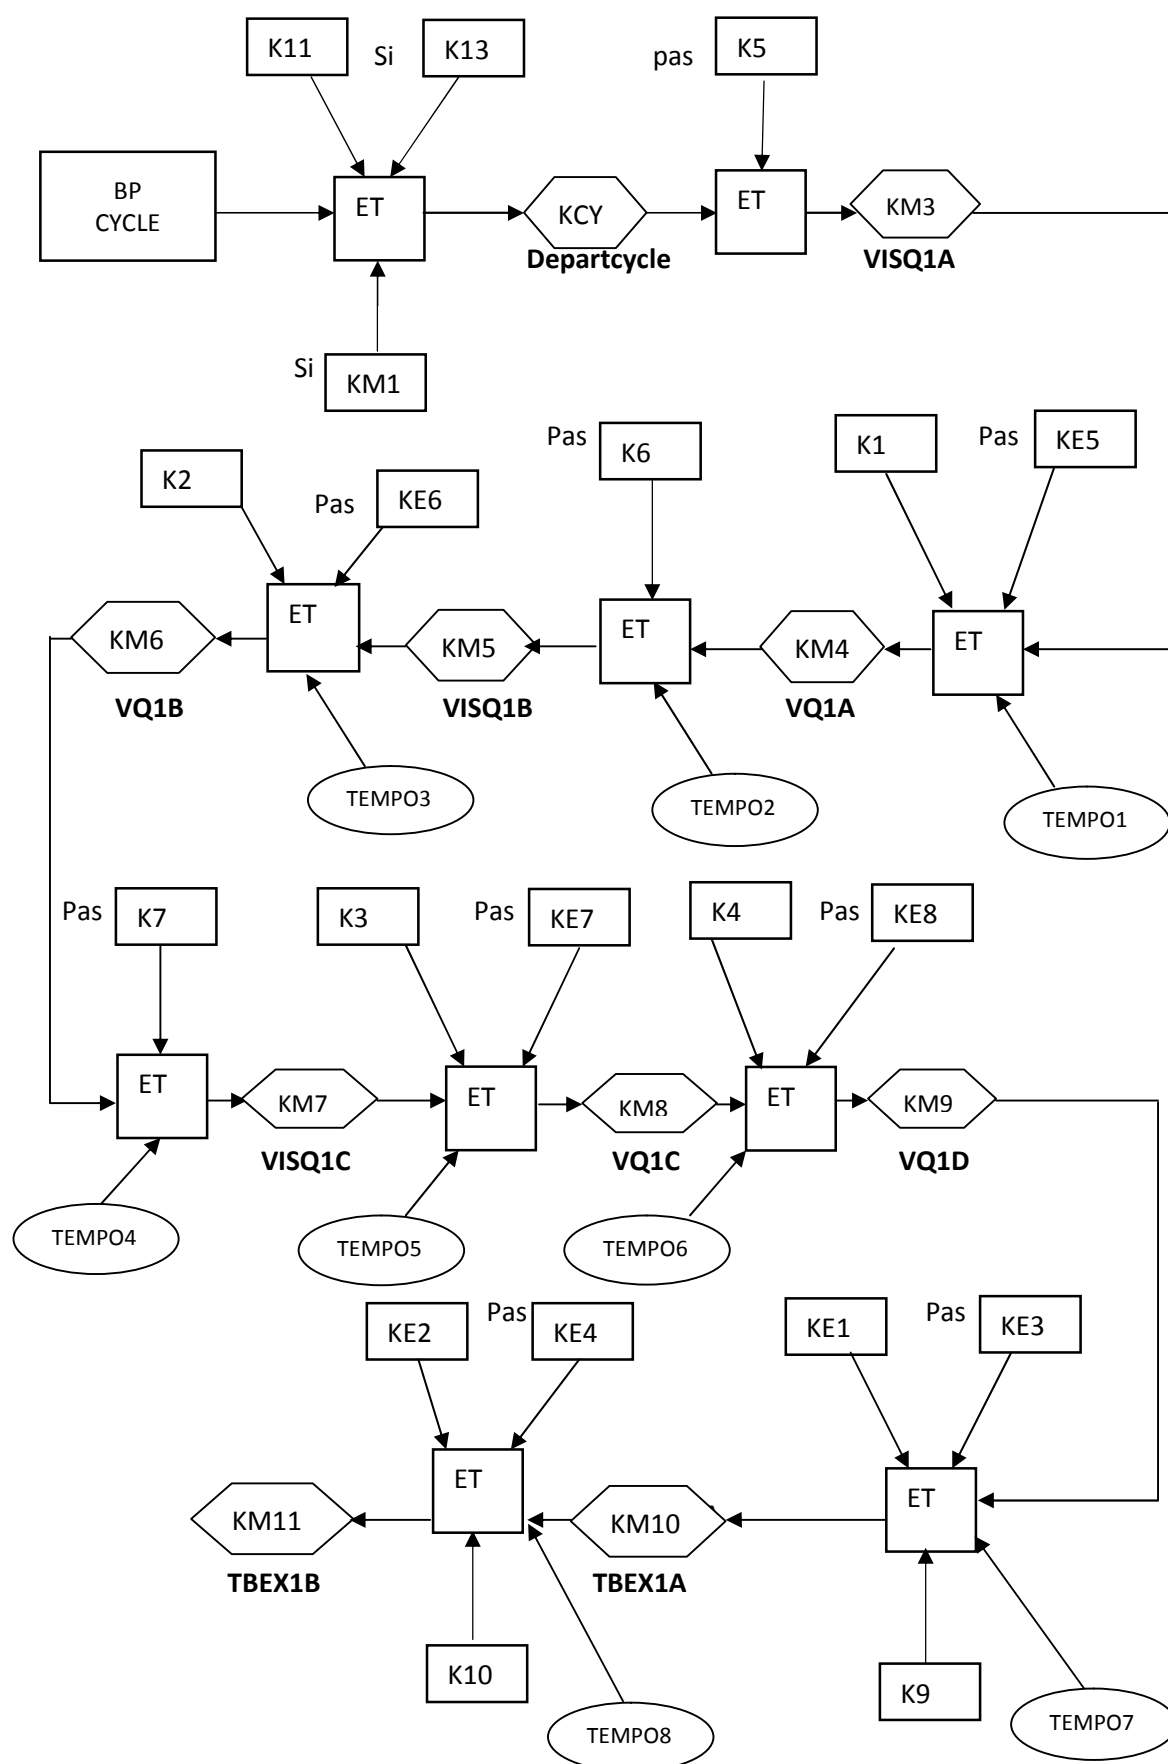 K11
Si
K13
pas
K5
BP
CYCLE
ET
KCY
ET
KM3
Departcycle
VISQ1A
Si
KM1
K2
Pas
KE6
Pas
K6
K1
Pas
KE5
KM6
ET
KM5
ET
KM4
ET
VQ1B
VISQ1B
VQ1A
TEMPO3
TEMPO2
TEMPO1
Pas
K7
K3
Pas
KE7
K4
Pas
KE8
ET
KM7
ET
KM8
ET
KM9
VISQ1C
VQ1C
VQ1D
TEMPO4
TEMPO5
TEMPO6
KE2
Pas
KE4
KE1
Pas
KE3
KM11
ET
KM10
ET
TBEX1B
TBEX1A
K10
K9
TEMPO8
TEMPO7